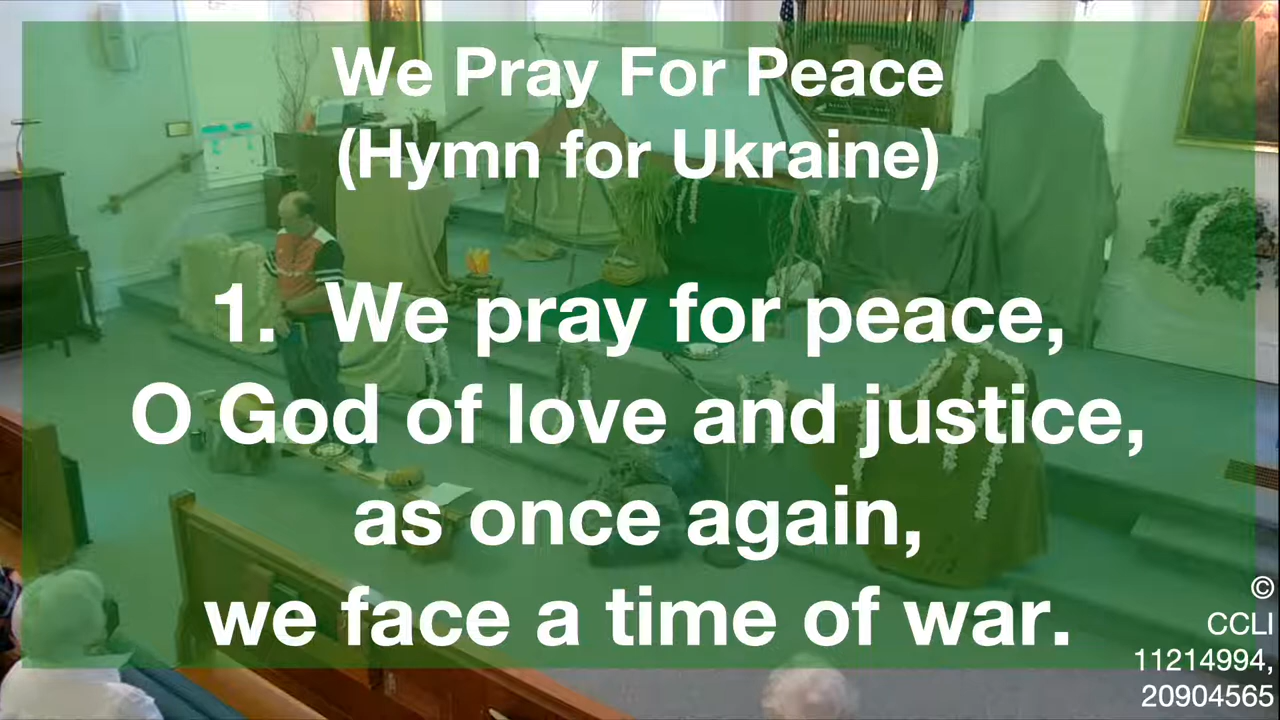 We Pray For Peace
(Hymn for Ukraine)
1. We pray for peace,
O God of love and justice,
as once again,
we face a time of war.
©
CCLI
11214994,
20904565